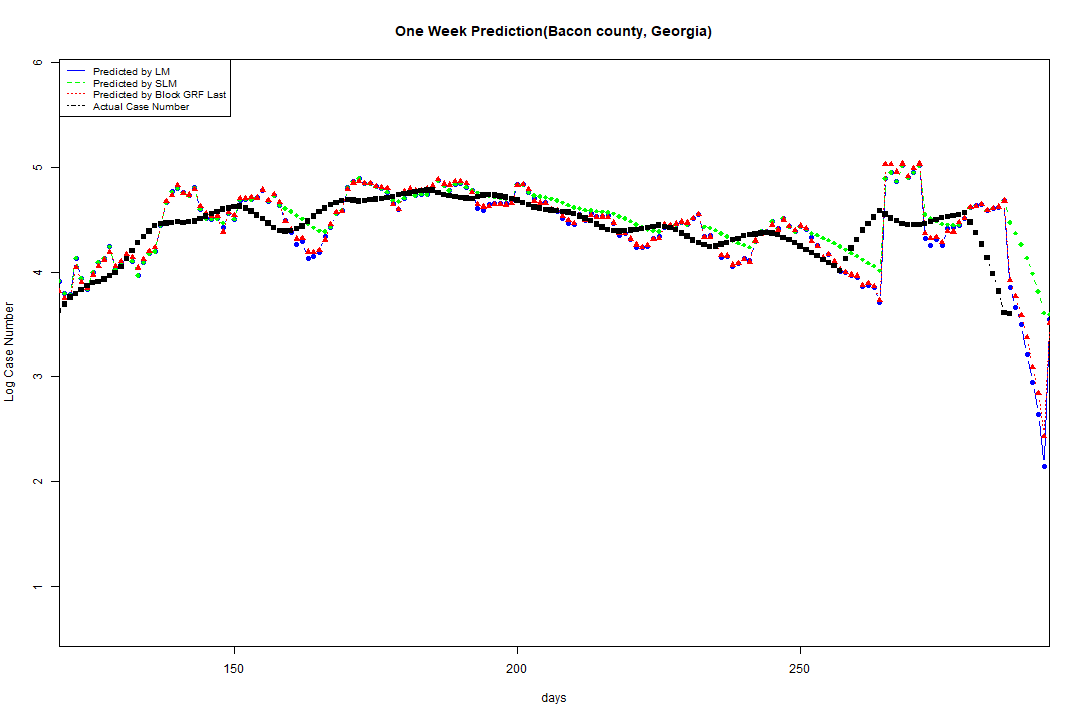 One Week Prediction(Bacon county, Georgia)
Predicted by LM
Predicted by SLM
Predicted by Block GRF Last
Actual Case Number
6
5
4
3
2
1
Log Case Number
150
200
250
days